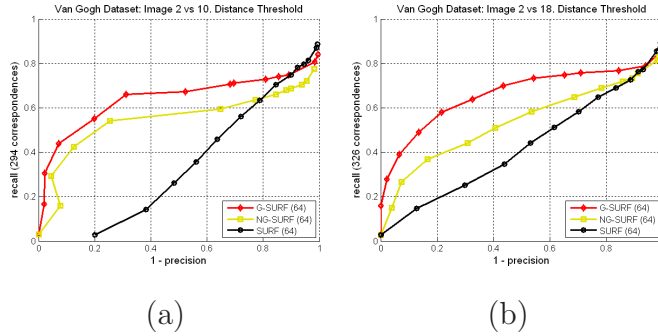 Van Gogh Dataset: Image 2 vs 10. Distance Threshold
recall (294 correspondences)
1
0.8
0.6
0.4
0.2
0
0
0.2
0.4
0.6
0.8
1
G-SURF (64)
NG-SURF (64)
SURF (64)
1 - precision
(a)
Van Gogh Dataset: Image 2 vs 18. Distance Threshold
recall (326 correspondences)
1
0.8
0.6
0.4
0.2
0
0
0.2
0.4
0.6
0.8
G-SURF (64)
NG-SURF (64)
SURF (64)
1 - precision
(b)